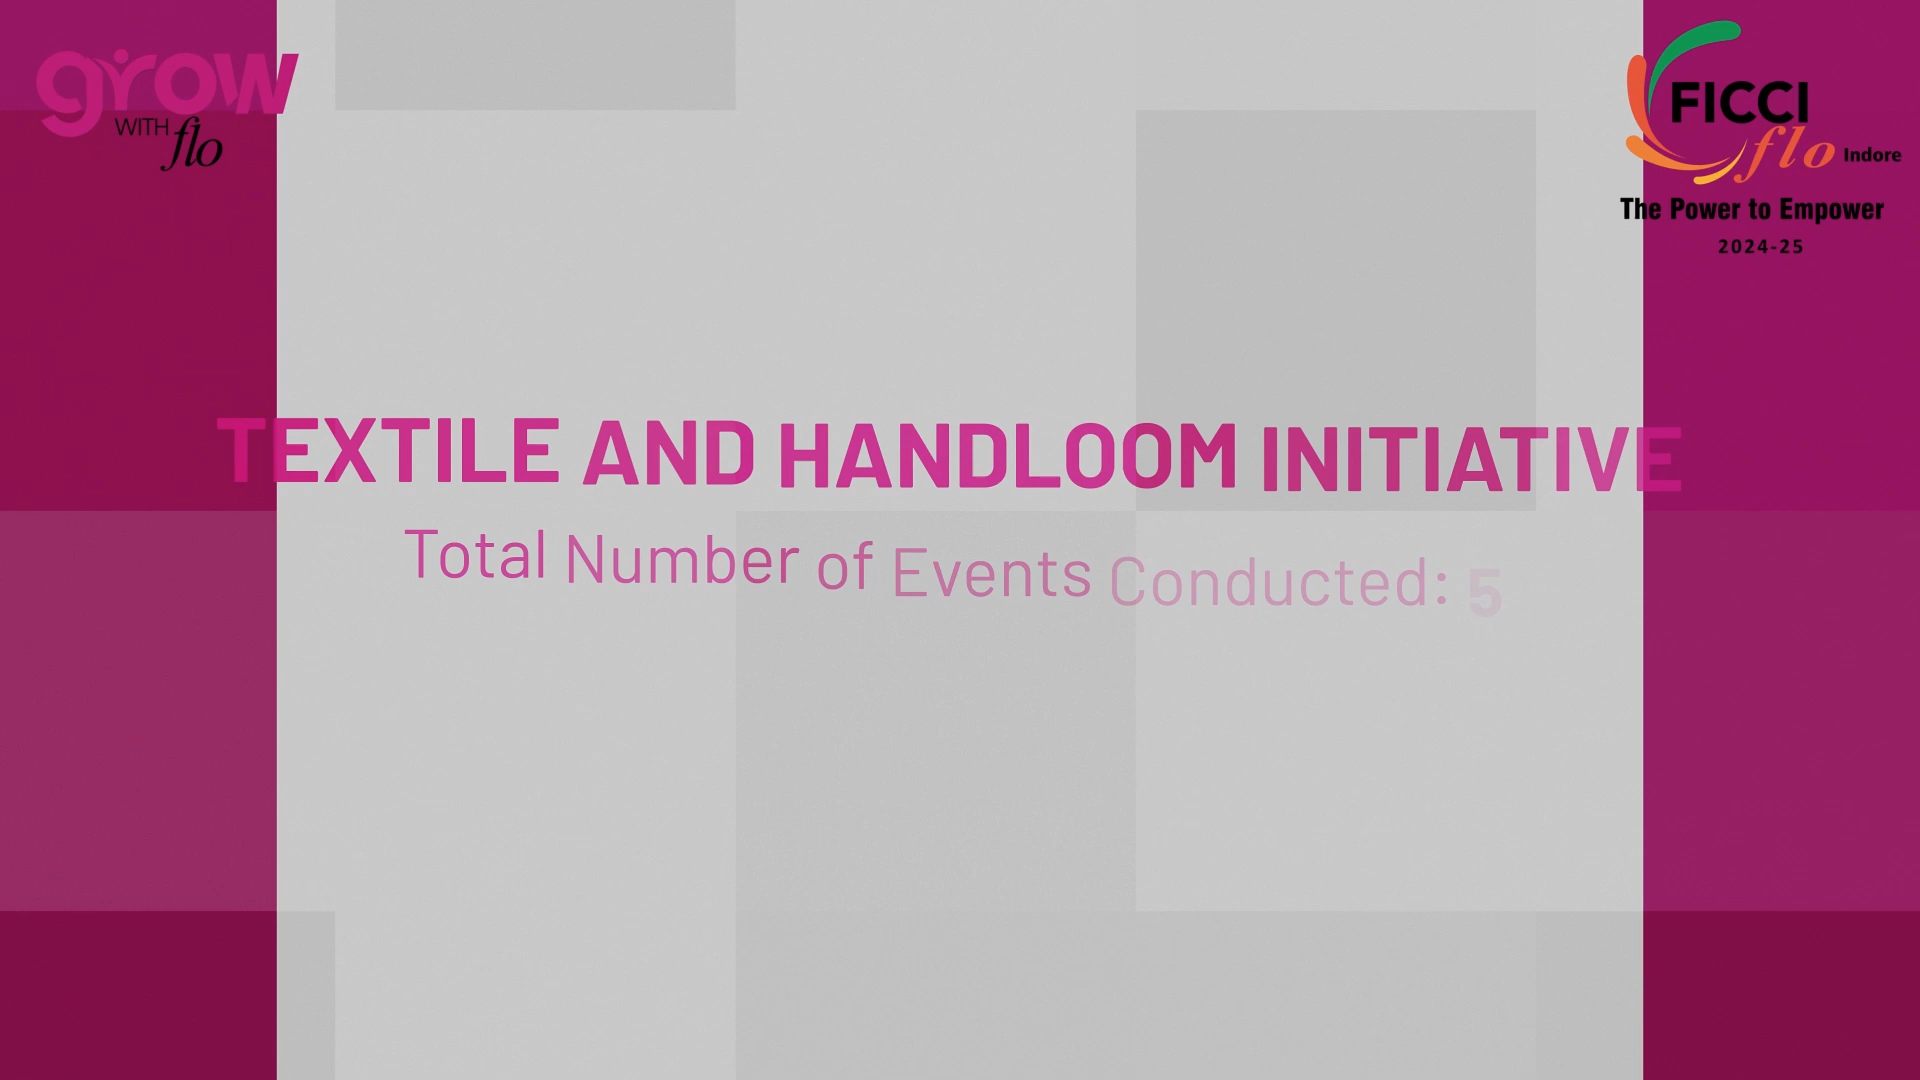 grow
WITH flo
FICCI
flo Indore
The Power to Empower
2024-25
TEXTILE AND HANDLOOM INITIATIVE
Total Number of Events Conducted: 5